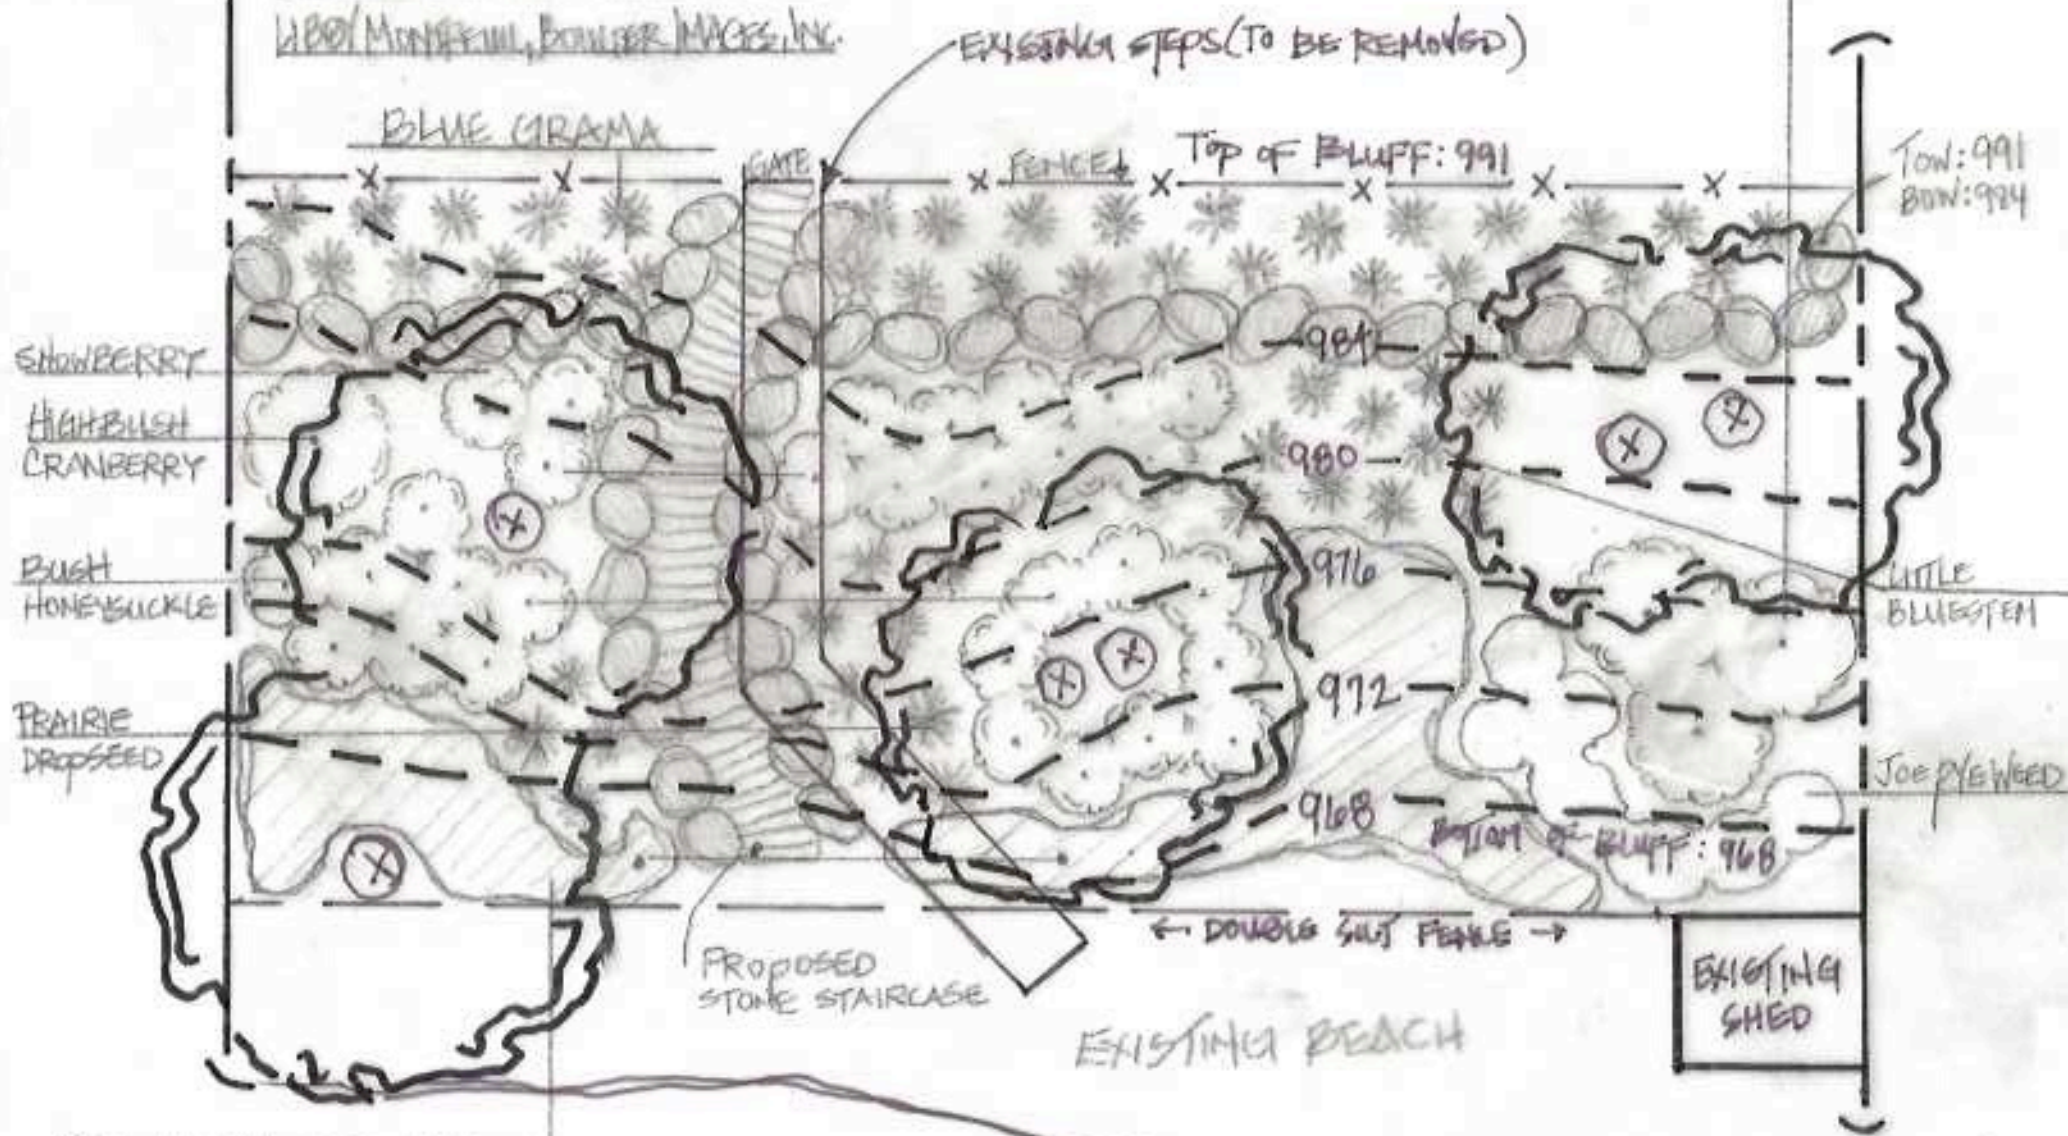 EXISTING STEPS (TO BE REMOVED)
BLUE GRAMA
GATE
FENCE
TOP OF BLUFF: 991
TOW: 991
BOW: 984
984
SNOWBERRY
HIGHBUSH
CRANBERRY
980
BUSH
HONEYSUCKLE
976
LITTLE
BLUESTEM
972
PRAIRIE
DROPSEED
JOE PYE WEED
968
BOTTOM OF BLUFF: 968
← DOUBLE SILT FENCE →
PROPOSED
STONE STAIRCASE
EXISTING
SHED
EXISTING BEACH